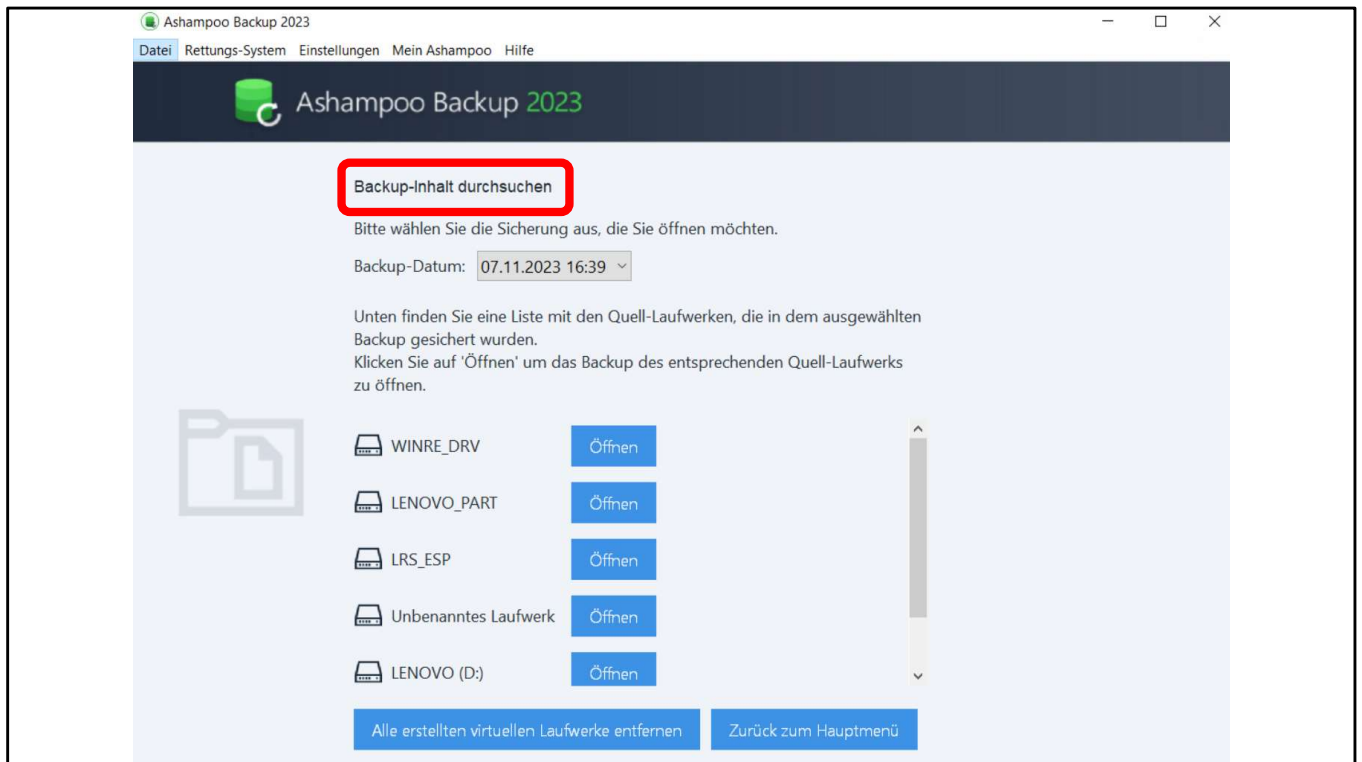 Ashampoo Backup 2023
Datei Rettungs-System Einstellungen Mein Ashampoo Hilfe
Ashampoo Backup 2023
Backup-Inhalt durchsuchen
Bitte wählen Sie die Sicherung aus, die Sie öffnen möchten.
Backup-Datum: 07.11.2023 16:39
Unten finden Sie eine Liste mit den Quell-Laufwerken, die in dem ausgewählten
Backup gesichert wurden.
Klicken Sie auf 'Öffnen' um das Backup des entsprechenden Quell-Laufwerks
zu öffnen.
WINRE_DRV Öffnen
LENOVO_PART Öffnen
LRS_ESP Öffnen
Unbenanntes Laufwerk Öffnen
LENOVO (D:) Öffnen
Alle erstellten virtuellen Laufwerke entfernen Zurück zum Hauptmenü